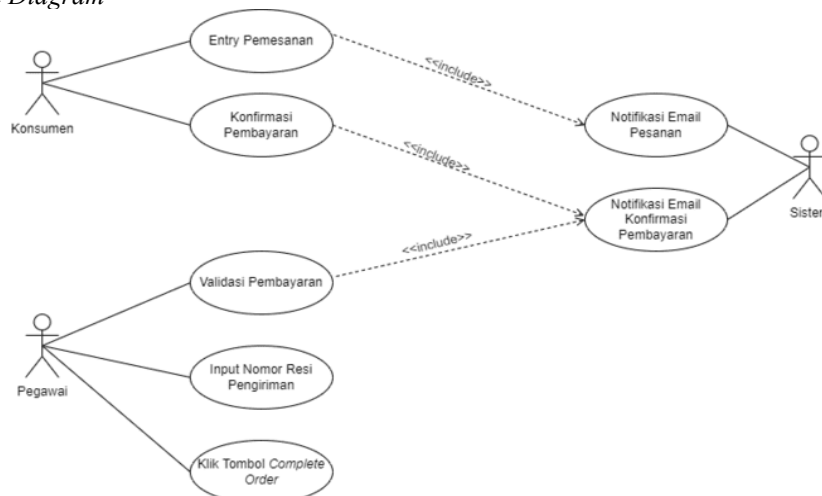 Diagram
Entry Pemesanan
<<include>>
Konsumen
Konfirmasi
Pembayaran
Notifikasi Email
Pesanan
<<include>>
Notifikasi Email
Konfirmasi
Pembayaran
Sistem
<<include>>
Validasi Pembayaran
Pegawai
Input Nomor Resi
Pengiriman
Klik Tombol Complete
Order